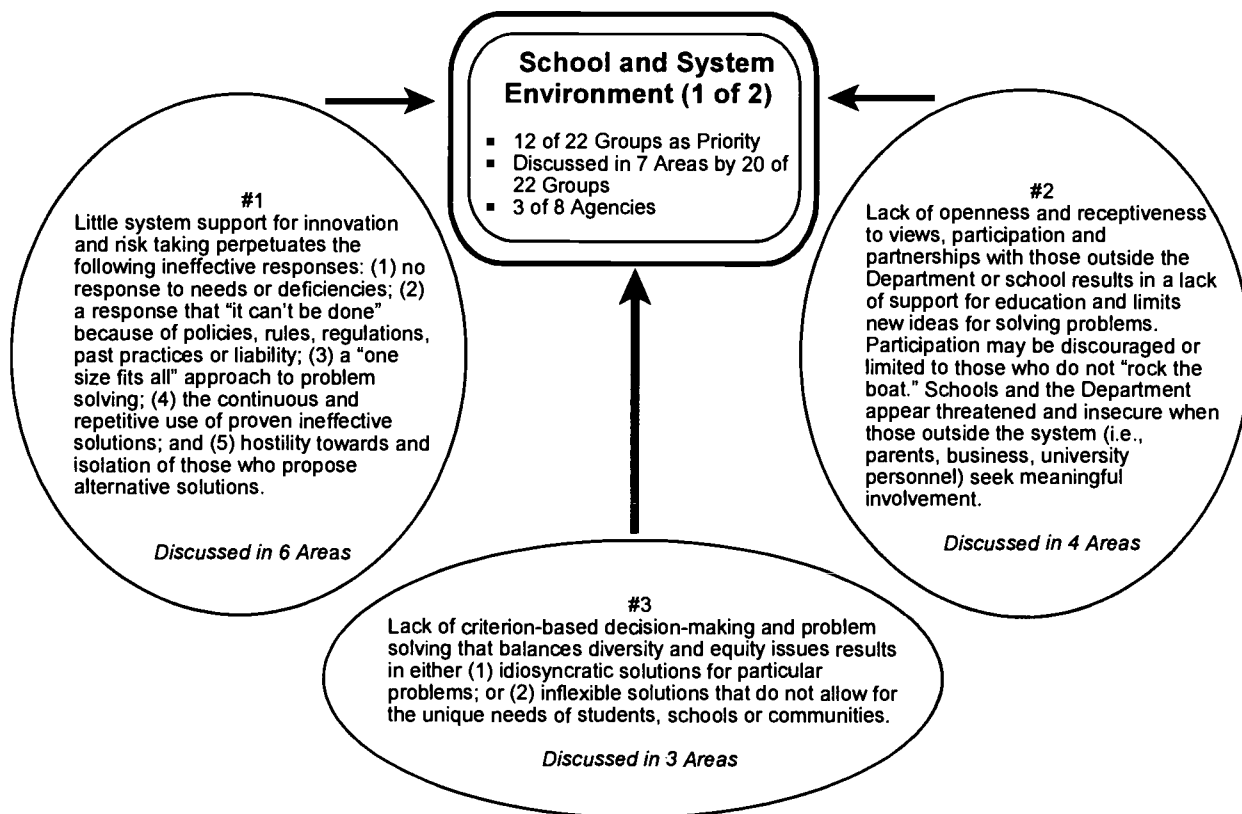 School and System
Environment (1 of 2)
▪ 12 of 22 Groups as Priority
▪ Discussed in 7 Areas by 20 of
22 Groups
▪ 3 of 8 Agencies
#1
Little system support for innovation
and risk taking perpetuates the
following ineffective responses: (1) no
response to needs or deficiencies; (2)
a response that “it can’t be done”
because of policies, rules, regulations,
past practices or liability; (3) a “one
size fits all” approach to problem
solving; (4) the continuous and
repetitive use of proven ineffective
solutions; and (5) hostility towards and
isolation of those who propose
alternative solutions.
Discussed in 6 Areas
#2
Lack of openness and receptiveness
to views, participation and
partnerships with those outside the
Department or school results in a lack
of support for education and limits
new ideas for solving problems.
Participation may be discouraged or
limited to those who do not “rock the
boat.” Schools and the Department
appear threatened and insecure when
those outside the system (i.e.,
parents, business, university
personnel) seek meaningful
involvement.
Discussed in 4 Areas
#3
Lack of criterion-based decision-making and problem
solving that balances diversity and equity issues results
in either (1) idiosyncratic solutions for particular
problems; or (2) inflexible solutions that do not allow for
the unique needs of students, schools or communities.
Discussed in 3 Areas